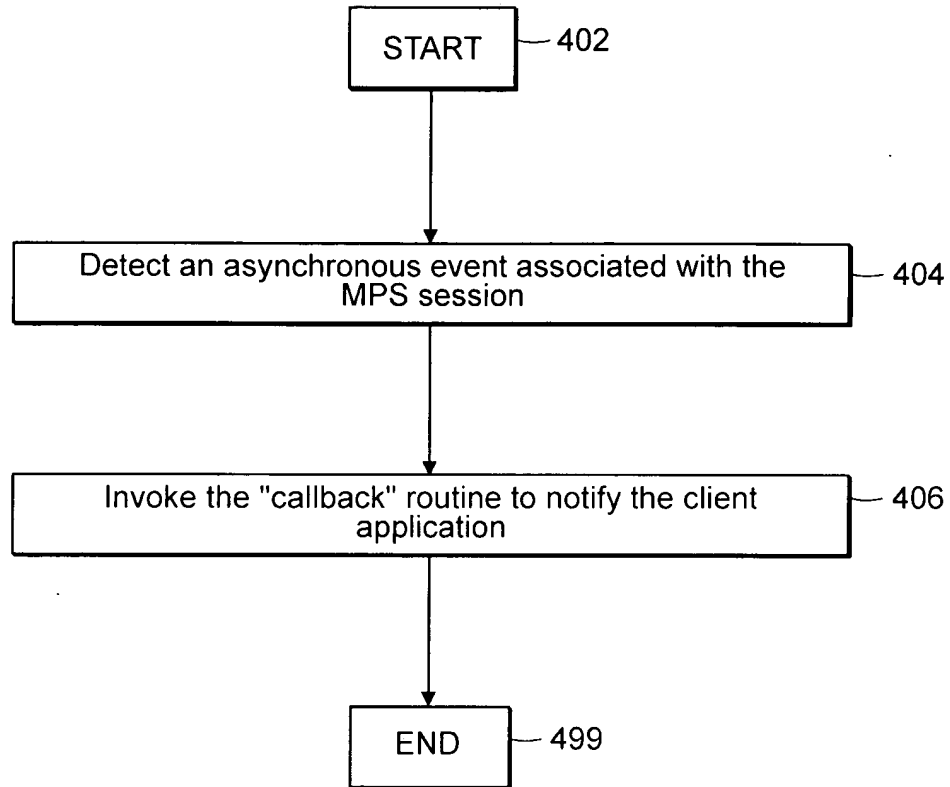 START
402
Detect an asynchronous event associated with the
MPS session
404
Invoke the "callback" routine to notify the client
application
406
END
499